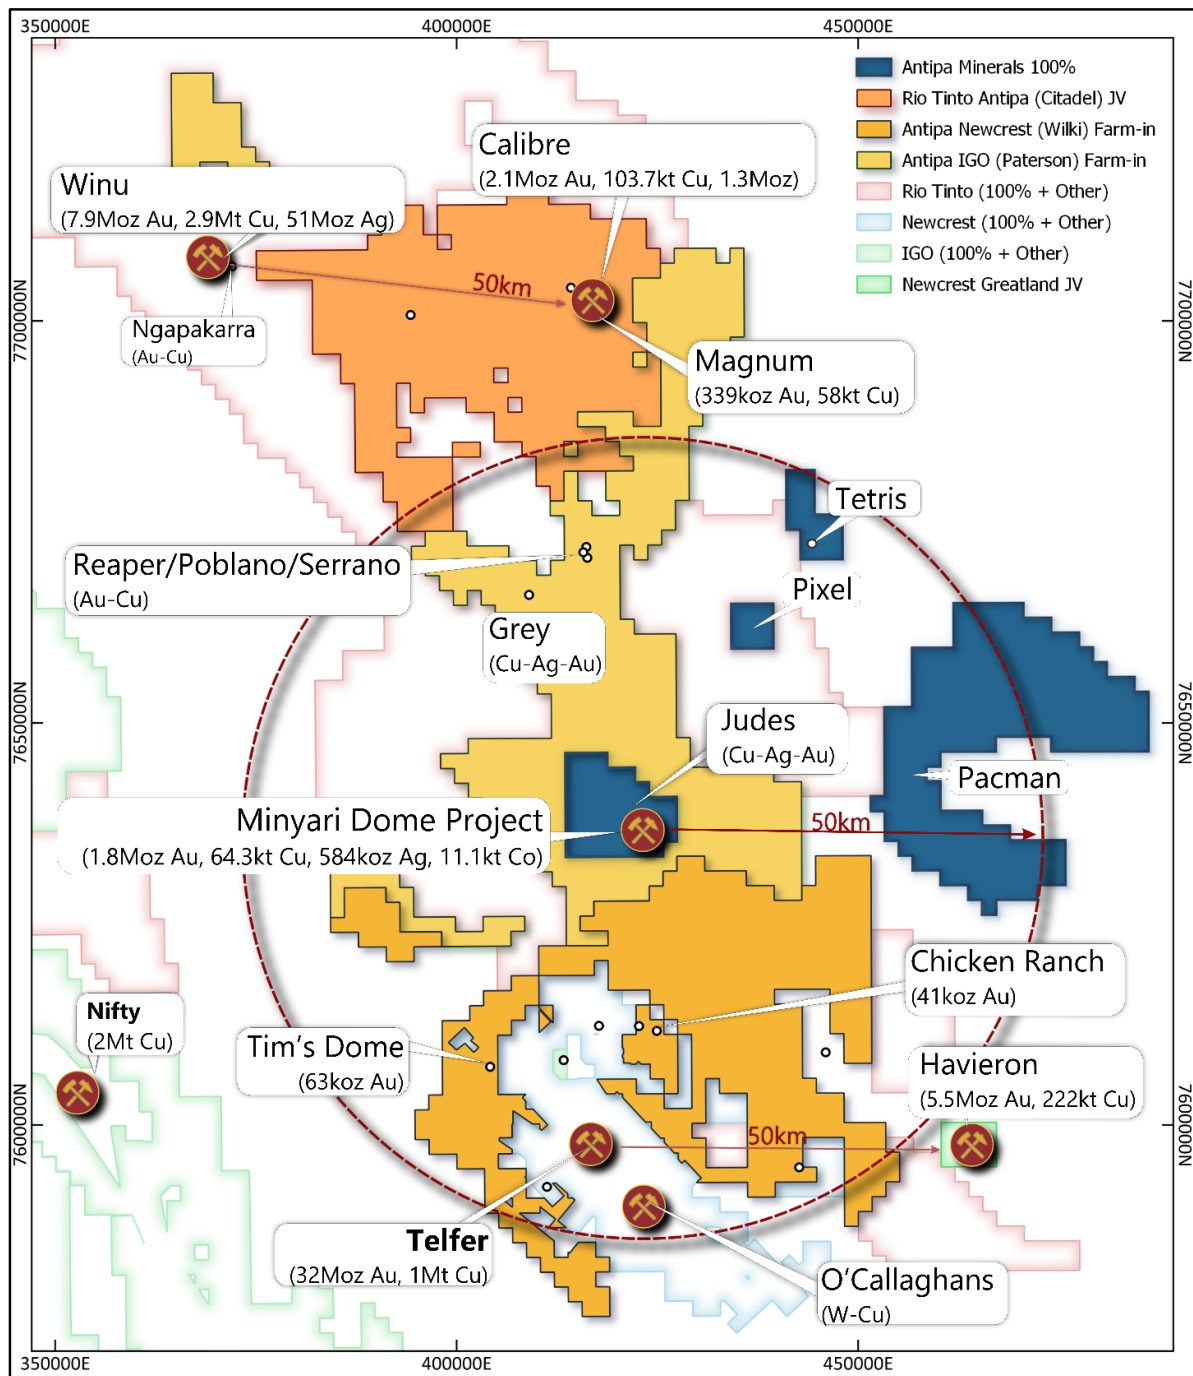 350000E
400000E
450000E
Antipa Minerals 100%
Rio Tinto Antipa (Citadel) JV
Antipa Newcrest (Wilki) Farm-in
Antipa IGO (Paterson) Farm-in
Rio Tinto (100% + Other)
Newcrest (100% + Other)
IGO (100% + Other)
Newcrest Greatland JV
Calibre
(2.1Moz Au, 103.7kt Cu, 1.3Moz)
Winu
(7.9Moz Au, 2.9Mt Cu, 51Moz Ag)
50km
7700000N
7700000N
Ngapakarra
(Au-Cu)
Magnum
(339koz Au, 58kt Cu)
Tetris
Reaper/Poblano/Serrano
(Au-Cu)
Pixel
Grey
(Cu-Ag-Au)
7650000N
7650000N
Judes
(Cu-Ag-Au)
Pacman
Minyari Dome Project
(1.8Moz Au, 64.3kt Cu, 584koz Ag, 11.1kt Co)
50km
Chicken Ranch
(41koz Au)
Nifty
(2Mt Cu)
Tim's Dome
(63koz Au)
Havieron
(5.5Moz Au, 222kt Cu)
7600000N
7600000N
50km
Telfer
(32Moz Au, 1Mt Cu)
O'Callaghans
(W-Cu)
350000E
400000E
450000E